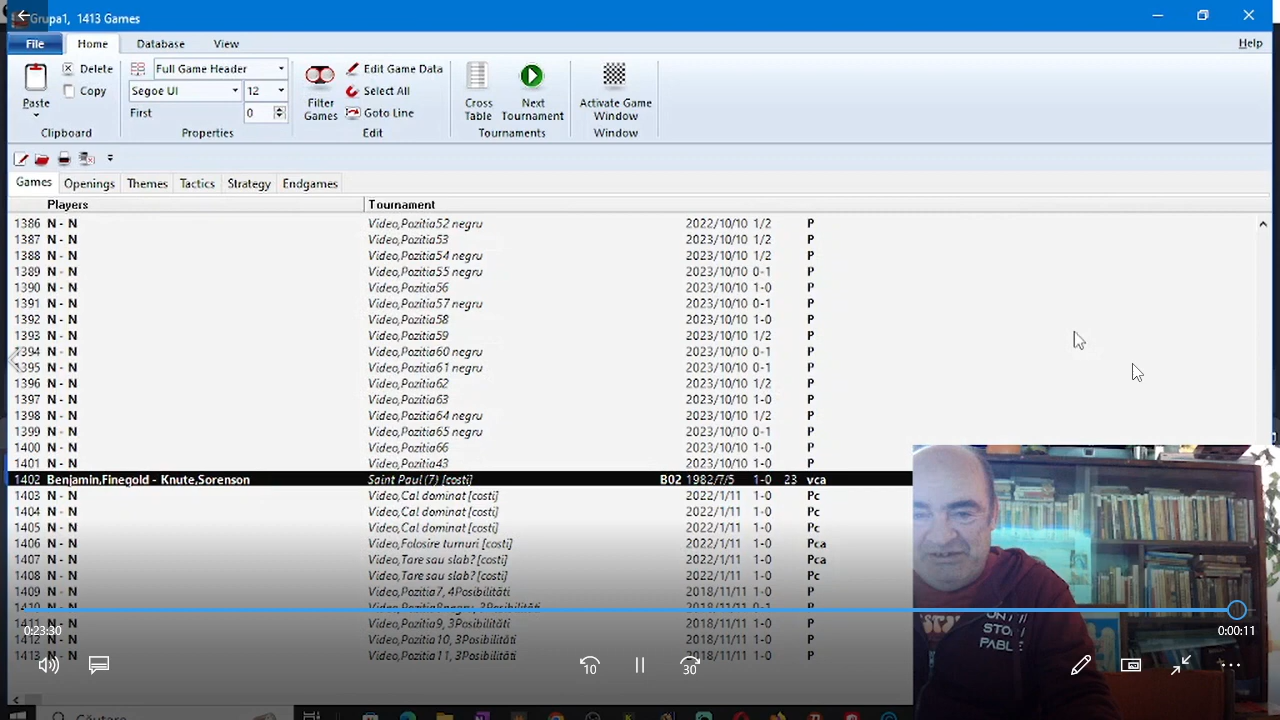 Grupa1, 1413 Games
File Home Database View Help
Delete Full Game Header Edit Game Data
Copy Segoe UI 12 Select All
Paste First 0 Filter Games Goto Line Cross Table Next Tournament Activate Game Window
Clipboard Properties Edit Tournaments Window
Games Openings Themes Tactics Strategy Endgames
Players Tournament
1386 N - N Video,Pozitia52 negru 2022/10/10 1/2 P
1387 N - N Video,Pozitia53 2023/10/10 1/2 P
1388 N - N Video,Pozitia54 negru 2023/10/10 1/2 P
1389 N - N Video,Pozitia55 negru 2023/10/10 0-1 P
1390 N - N Video,Pozitia56 2023/10/10 1-0 P
1391 N - N Video,Pozitia57 negru 2023/10/10 0-1 P
1392 N - N Video,Pozitia58 2023/10/10 1-0 P
1393 N - N Video,Pozitia59 2023/10/10 1/2 P
1394 N - N Video,Pozitia60 negru 2023/10/10 0-1 P
1395 N - N Video,Pozitia61 negru 2023/10/10 0-1 P
1396 N - N Video,Pozitia62 2023/10/10 1/2 P
1397 N - N Video,Pozitia63 2023/10/10 1-0 P
1398 N - N Video,Pozitia64 negru 2023/10/10 1/2 P
1399 N - N Video,Pozitia65 negru 2023/10/10 0-1 P
1400 N - N Video,Pozitia66 2023/10/10 1-0 P
1401 N - N Video,Pozitia43 2023/10/10 1-0 P
1402 Benjamin,Finegold - Knute,Sorenson Saint Paul (7) [costi] B02 1982/7/5 1-0 23 vca
1403 N - N Video,Cal dominat [costi] 2022/1/11 1-0 Pc
1404 N - N Video,Cal dominat [costi] 2022/1/11 1-0 Pc
1405 N - N Video,Cal dominat [costi] 2022/1/11 1-0 Pc
1406 N - N Video,Folosire turnuri [costi] 2022/1/11 1-0 Pca
1407 N - N Video,Tare sau slab? [costi] 2022/1/11 1-0 Pca
1408 N - N Video,Tare sau slab? [costi] 2022/1/11 1-0 Pc
1409 N - N Video,Pozitia7, 4Posibilităti 2018/11/11 1-0 P
1410 N - N Video,Pozitia8negru, 3Posibilităti 2018/11/11 0-1 P
1411 N - N Video,Pozitia9, 3Posibilităti 2018/11/11 1-0 P
1412 N - N Video,Pozitia10, 3Posibilităti 2018/11/11 1-0 P
1413 N - N Video,Pozitia11, 3Posibilităti 2018/11/11 1-0 P
0:23:30 0:00:11
10 30
STOP
PABLE
Căutare